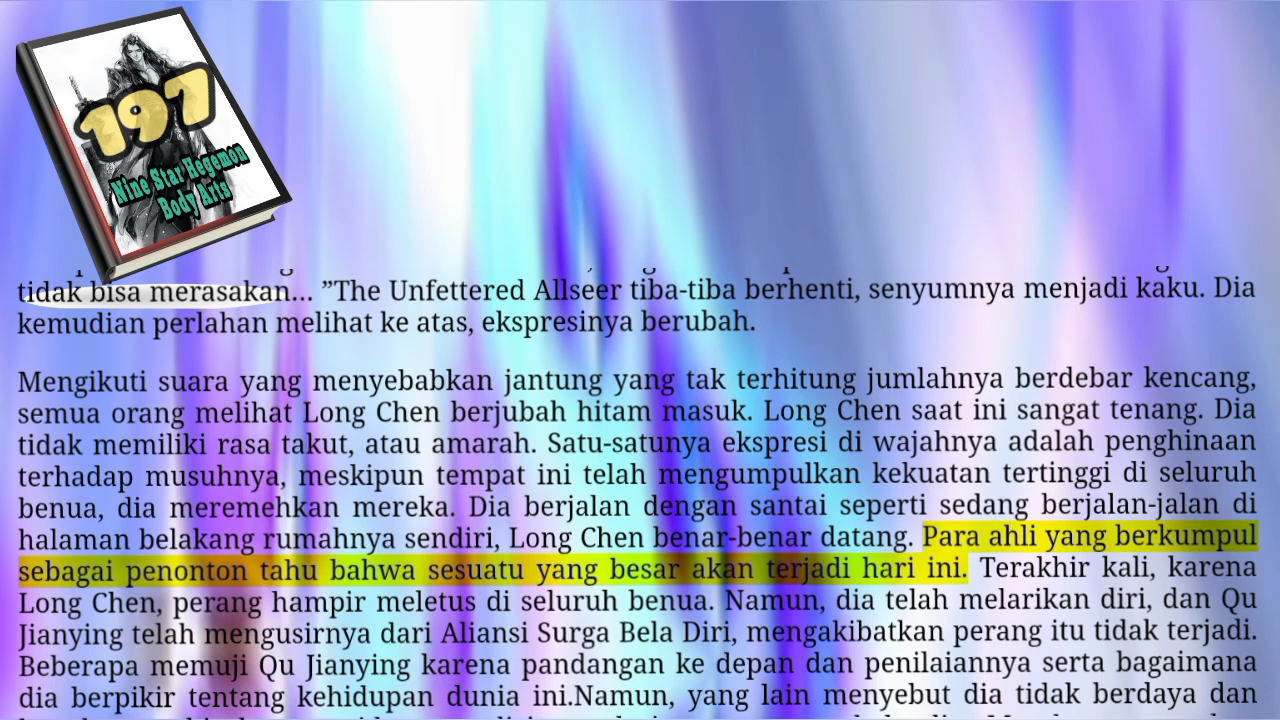 197
Nine Star Hegemon
Body Arts
tidak bisa merasakan... ”The Unfettered Allseer tiba-tiba berhenti, senyumnya menjadi kaku. Dia
kemudian perlahan melihat ke atas, ekspresinya berubah.
Mengikuti suara yang menyebabkan jantung yang tak terhitung jumlahnya berdebar kencang,
semua orang melihat Long Chen berjubah hitam masuk. Long Chen saat ini sangat tenang. Dia
tidak memiliki rasa takut, atau amarah. Satu-satunya ekspresi di wajahnya adalah penghinaan
terhadap musuhnya, meskipun tempat ini telah mengumpulkan kekuatan tertinggi di seluruh
benua, dia meremehkan mereka. Dia berjalan dengan santai seperti sedang berjalan-jalan di
halaman belakang rumahnya sendiri, Long Chen benar-benar datang. Para ahli yang berkumpul
sebagai penonton tahu bahwa sesuatu yang besar akan terjadi hari ini. Terakhir kali, karena
Long Chen, perang hampir meletus di seluruh benua. Namun, dia telah melarikan diri, dan Qu
Jianying telah mengusirnya dari Aliansi Surga Bela Diri, mengakibatkan perang itu tidak terjadi.
Beberapa memuji Qu Jianying karena pandangan ke depan dan penilaiannya serta bagaimana
dia berpikir tentang kehidupan dunia ini.Namun, yang lain menyebut dia tidak berdaya dan